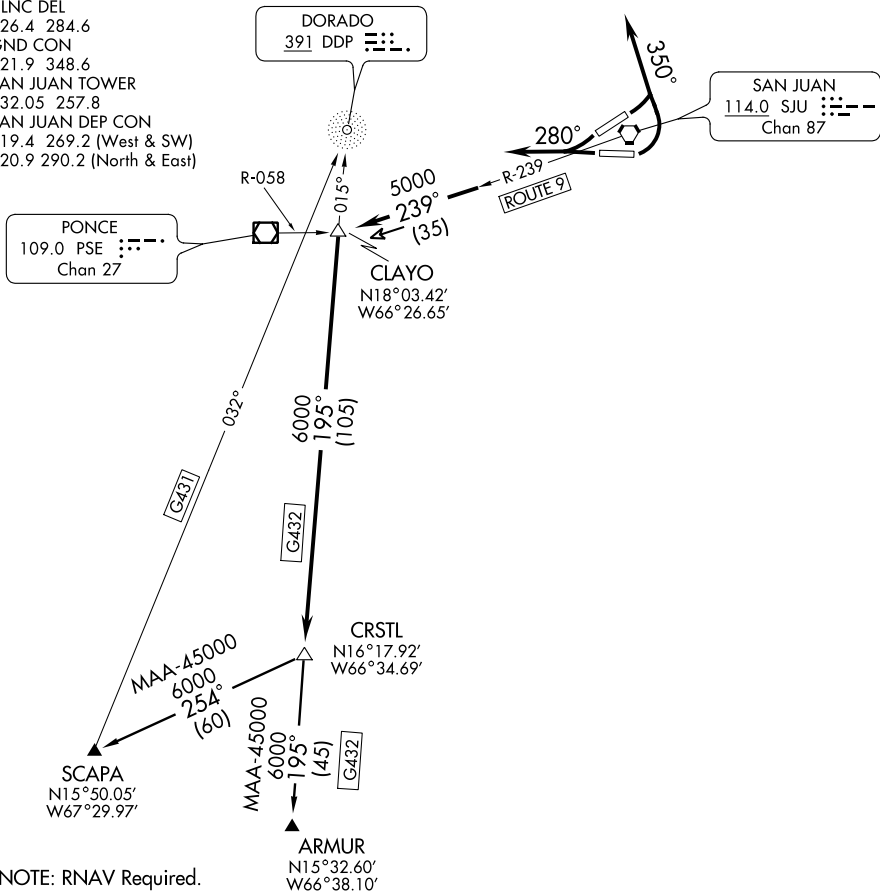 LNC DEL
26.4 284.6
GND CON
21.9 348.6
AN JUAN TOWER
32.05 257.8
AN JUAN DEP CON
19.4 269.2 (West & SW)
20.9 290.2 (North & East)
DORADO
391 DDP
350°
SAN JUAN
114.0 SJU
Chan 87
280°
R-239
ROUTE 9
5000
239°
(35)
R-058
015°
PONCE
109.0 PSE
Chan 27
CLAYO
N18°03.42'
W66°26.65'
032°
6000
195°
(105)
G431
G432
CRSTL
N16°17.92'
W66°34.69'
MAA-45000
6000
254°
(60)
MAA-45000
6000
195°
(45)
G432
SCAPA
N15°50.05'
W67°29.97'
ARMUR
N15°32.60'
W66°38.10'
NOTE: RNAV Required.